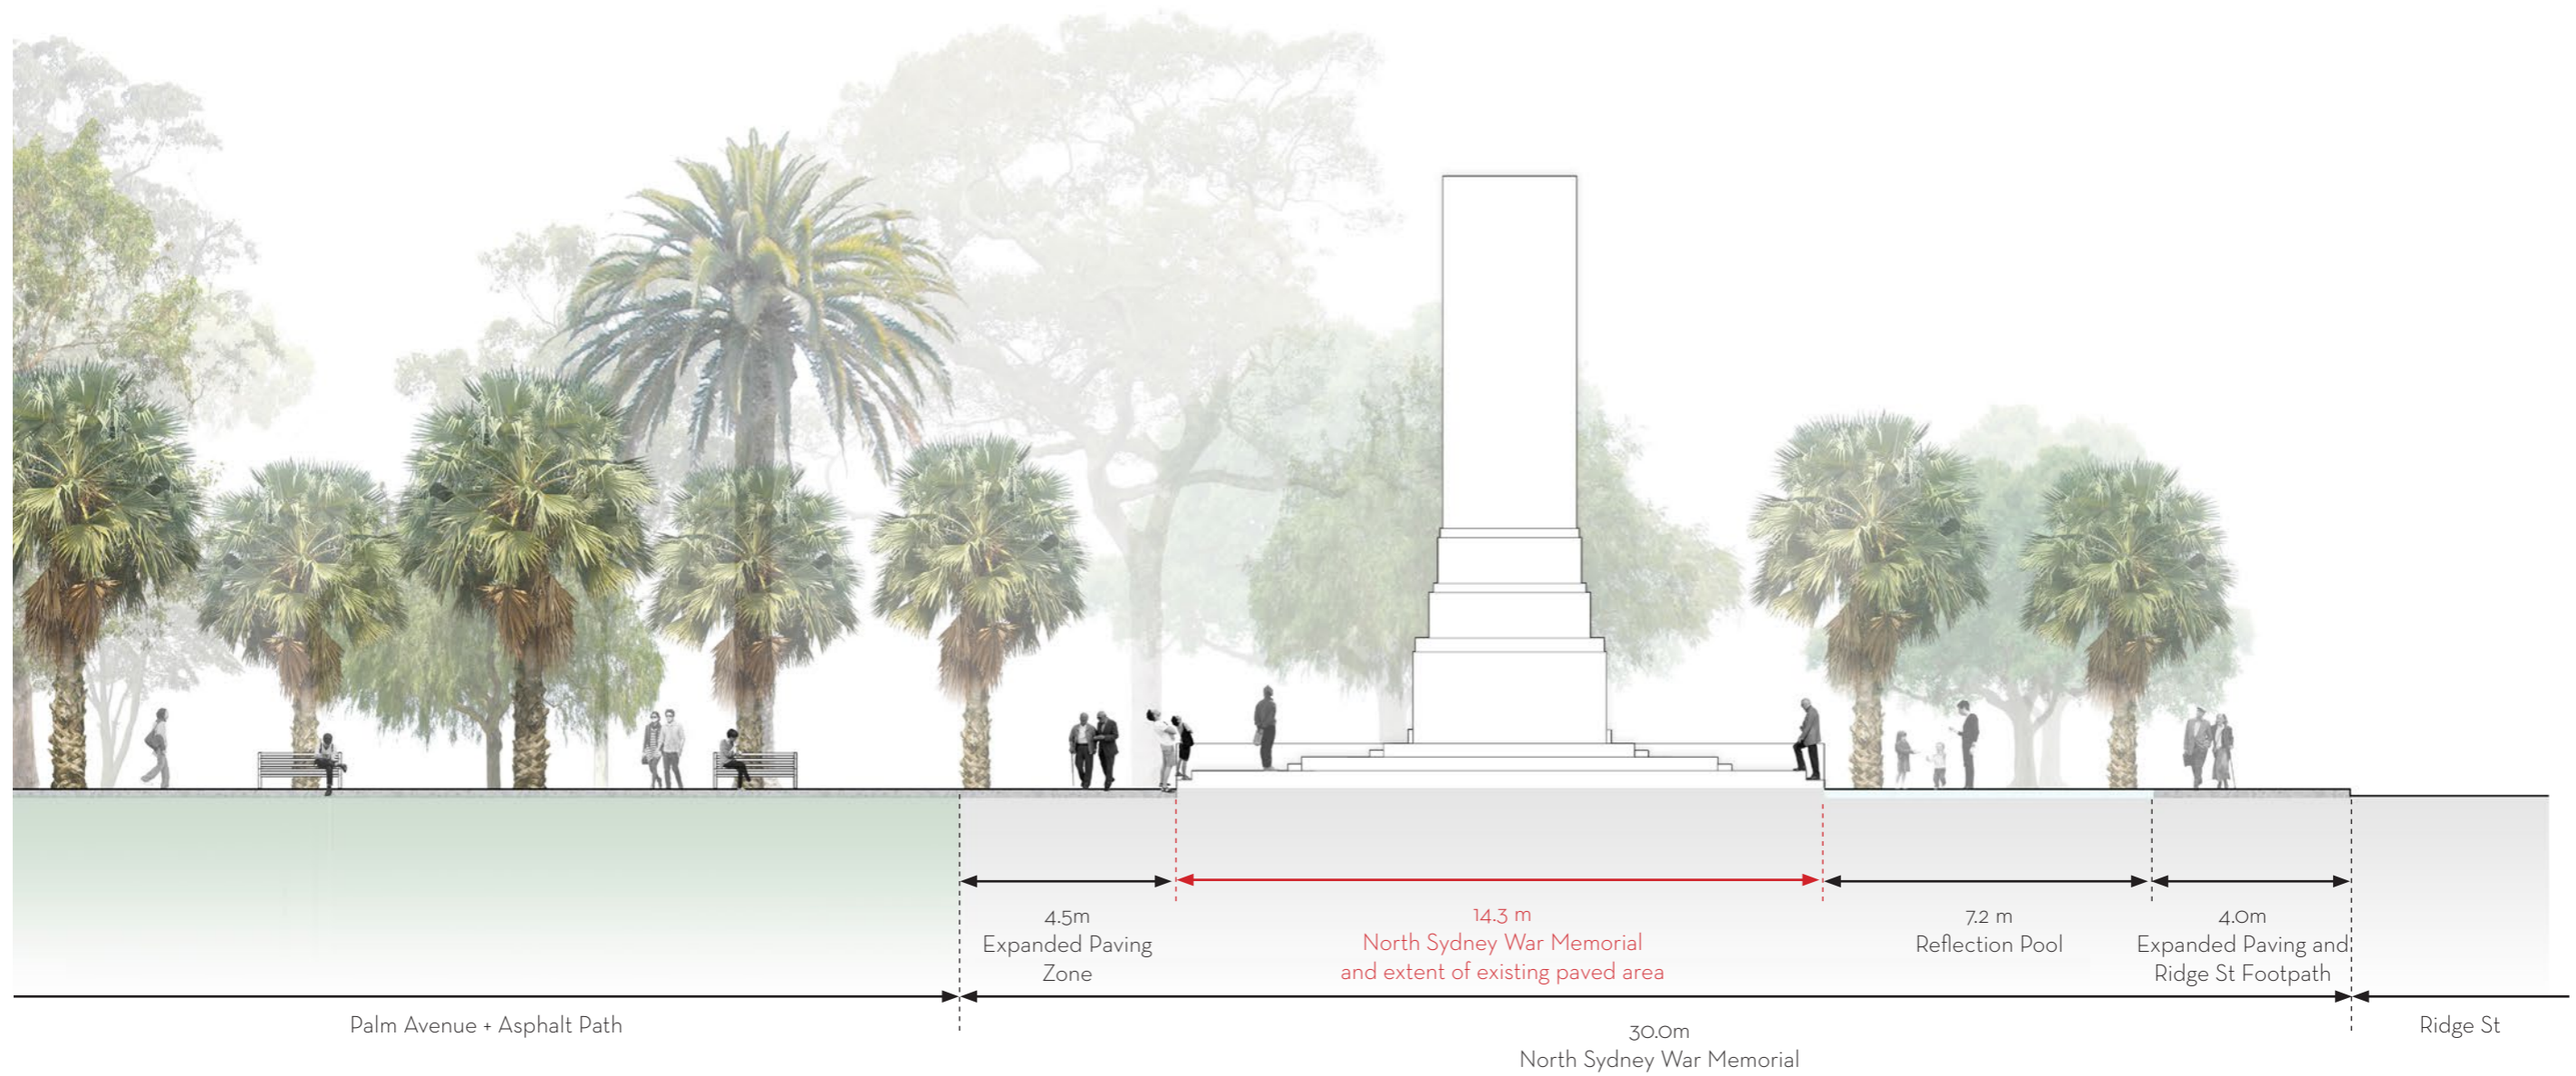 4.5m
Expanded Paving
Zone
14.3 m
North Sydney War Memorial
and extent of existing paved area
7.2 m
Reflection Pool
4.0m
Expanded Paving and
Ridge St Footpath
Palm Avenue + Asphalt Path
30.0m
North Sydney War Memorial
Ridge St